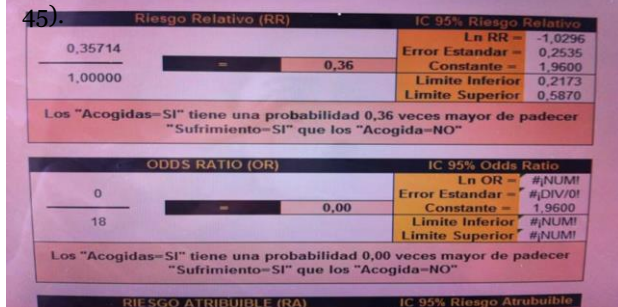 45).
Riesgo Relativo (RR)
IC 95% Riesgo Relativo
0,35714
1,00000
=
0,36
Ln RR = -1,0296
Error Estandar = 0,2535
Constante = 1,9600
Limite Inferior 0,2173
Limite Superior 0,5870
Los "Acogidas=SI" tiene una probabilidad 0,36 veces mayor de padecer
"Sufrimiento=SI" que los "Acogida=NO"
ODDS RATIO (OR)
IC 95% Odds Ratio
0
18
=
0,00
Ln OR = #¡NUM!
Error Estandar = #¡DIV/0!
Constante = 1,9600
Limite Inferior #¡NUM!
Limite Superior #¡NUM!
Los "Acogidas=SI" tiene una probabilidad 0,00 veces mayor de padecer
"Sufrimiento=SI" que los "Acogida=NO"
RIESGO ATRIBUIBLE (RA)
IC 95% Riesgo Atrubuible